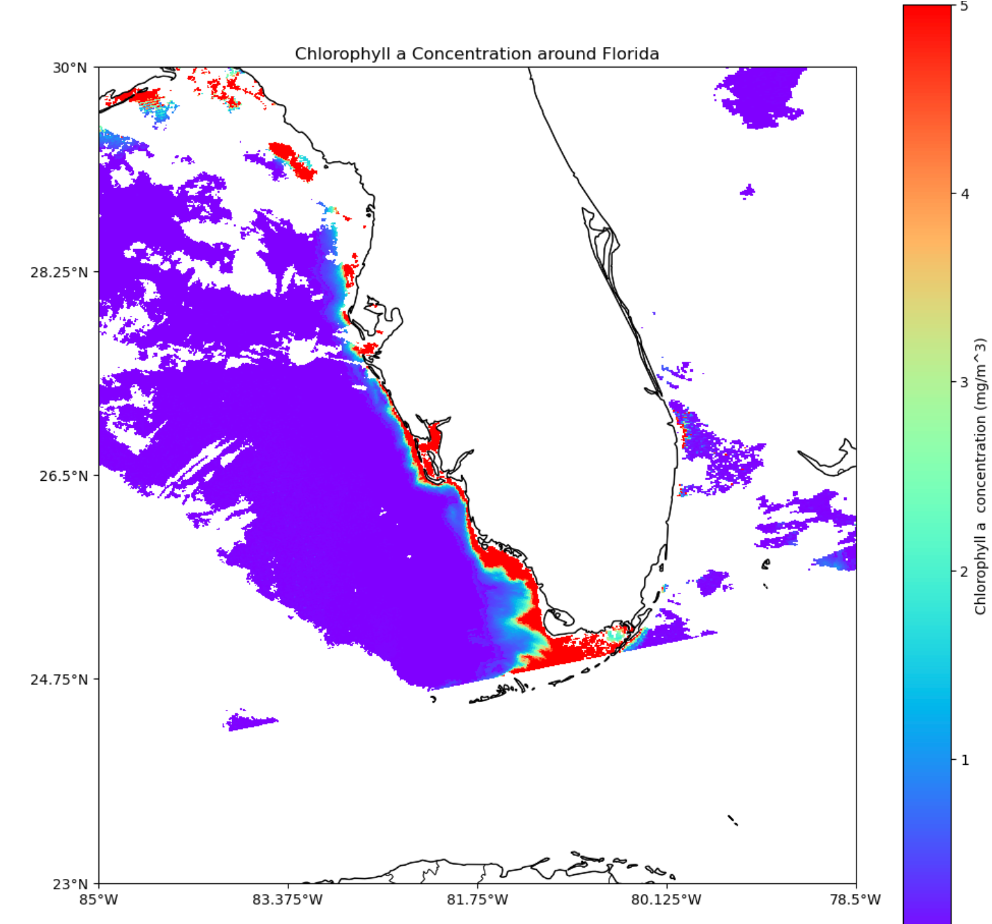 Chlorophyll a Concentration around Florida
30°N
28.25°N
26.5°N
24.75°N
23°N
85°W
83.375°W
81.75°W
80.125°W
78.5°W
5
4
3
2
1
Chlorophyll a  concentration (mg/m^3)